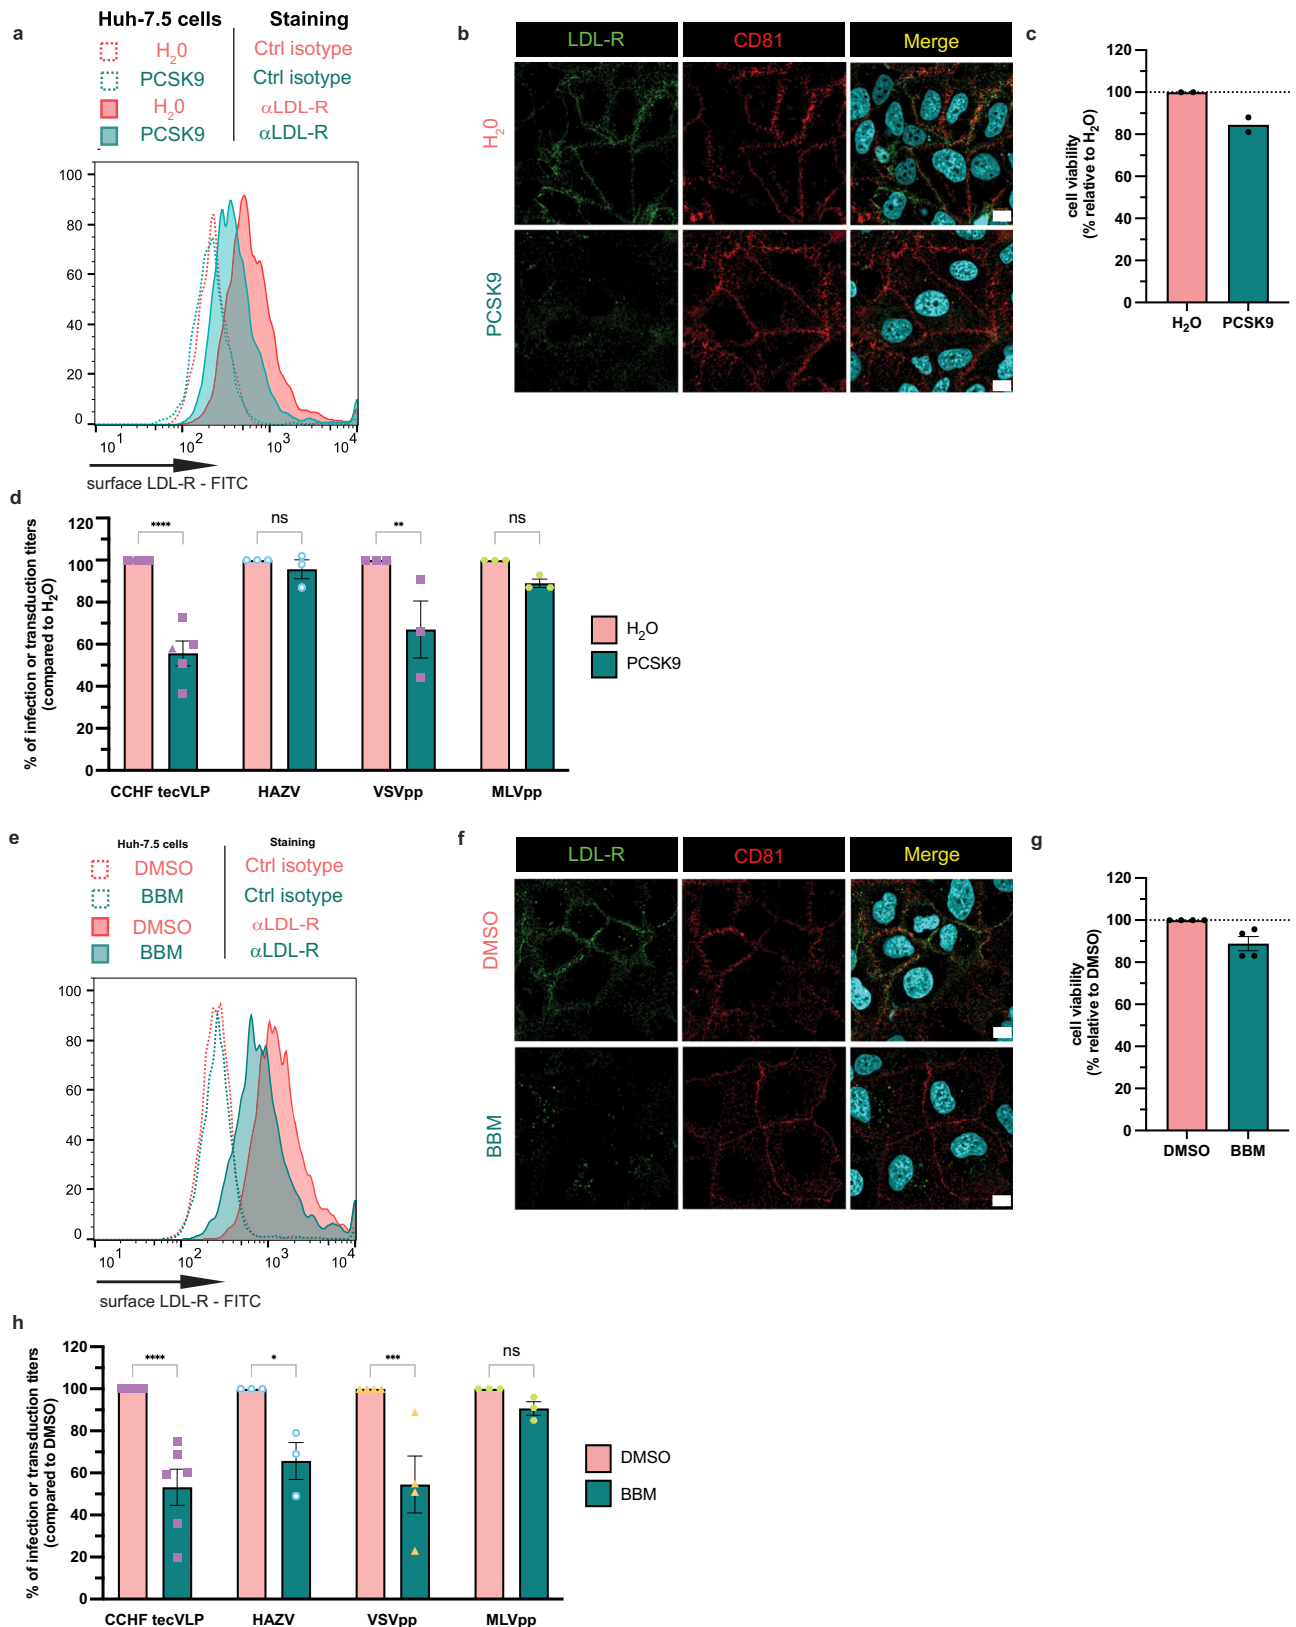 a
Huh-7.5 cells Staining
H20 Ctrl isotype
PCSK9 Ctrl isotype
H20 αLDL-R
PCSK9 αLDL-R
100
80
60
40
20
0
10^1 10^2 10^3 10^4
surface LDL-R - FITC
b
LDL-R CD81 Merge
H20
PCSK9
c
cell viability
(% relative to H2O)
120
100
80
60
40
20
0
H2O PCSK9
d
% of infection or transduction titers
(compared to H2O)
120
100
80
60
40
20
0
**** ns ** ns
CCHF tecVLP HAZV VSVpp MLVpp
H2O
PCSK9
e
Huh-7.5 cells Staining
DMSO Ctrl isotype
BBM Ctrl isotype
DMSO αLDL-R
BBM αLDL-R
100
80
60
40
20
0
10^1 10^2 10^3 10^4
surface LDL-R - FITC
f
LDL-R CD81 Merge
DMSO
BBM
g
cell viability
(% relative to DMSO)
120
100
80
60
40
20
0
DMSO BBM
h
% of infection or transduction titers
(compared to DMSO)
120
100
80
60
40
20
0
**** * *** ns
CCHF tecVLP HAZV VSVpp MLVpp
DMSO
BBM